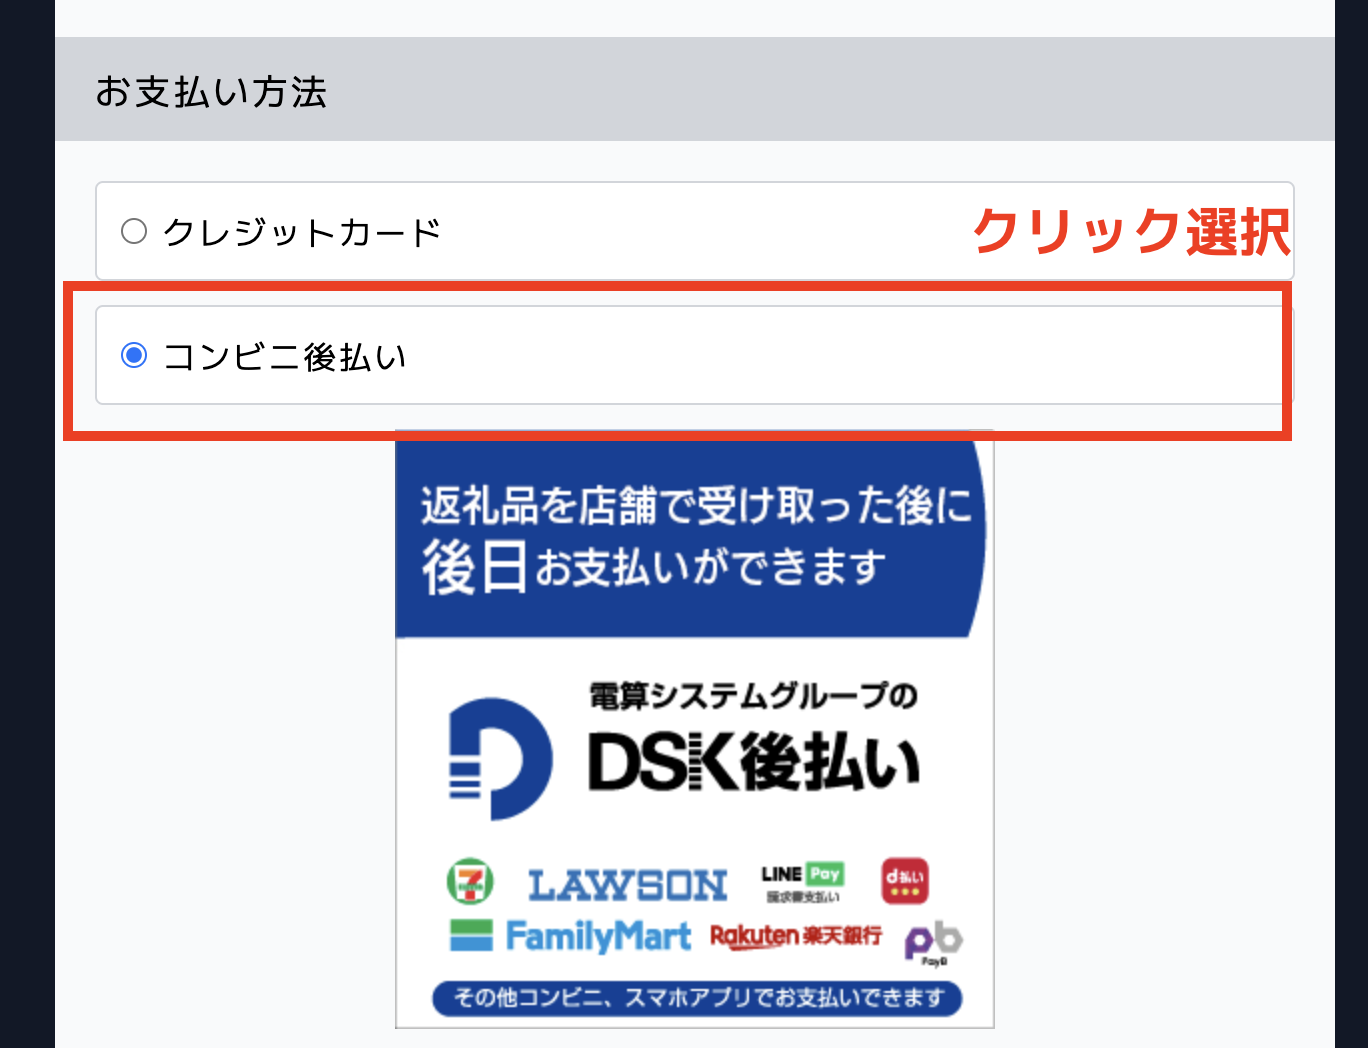 お支払い方法
クレジットカード
クリック選択
コンビニ後払い
返礼品を店舗で受け取った後に
後日お支払いができます
電算システムグループの
DSK後払い
7
LAWSON
LINE Pay
請求書支払い
d払い
FamilyMart
Rakuten 楽天銀行
pb
PayB
その他コンビニ、スマホアプリでお支払いできます